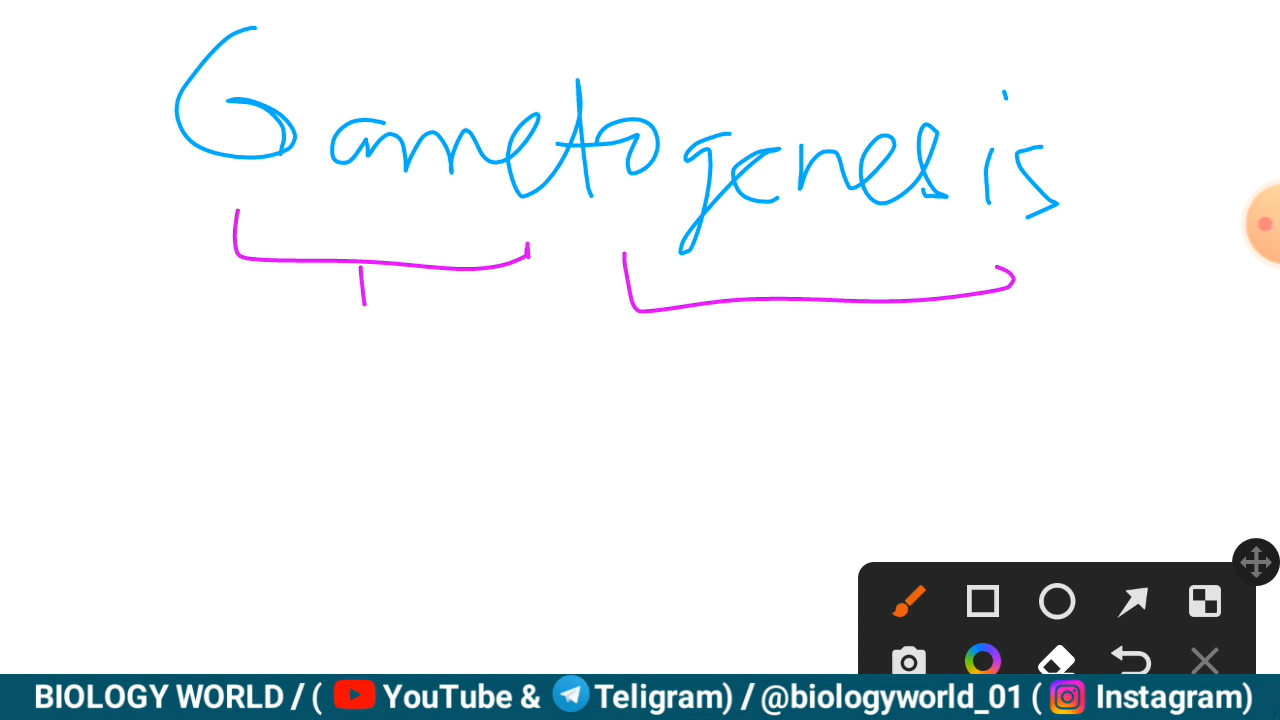 Gametogenesis
BIOLOGY WORLD / ( YouTube & Teligram) / @biologyworld_01 ( Instagram)